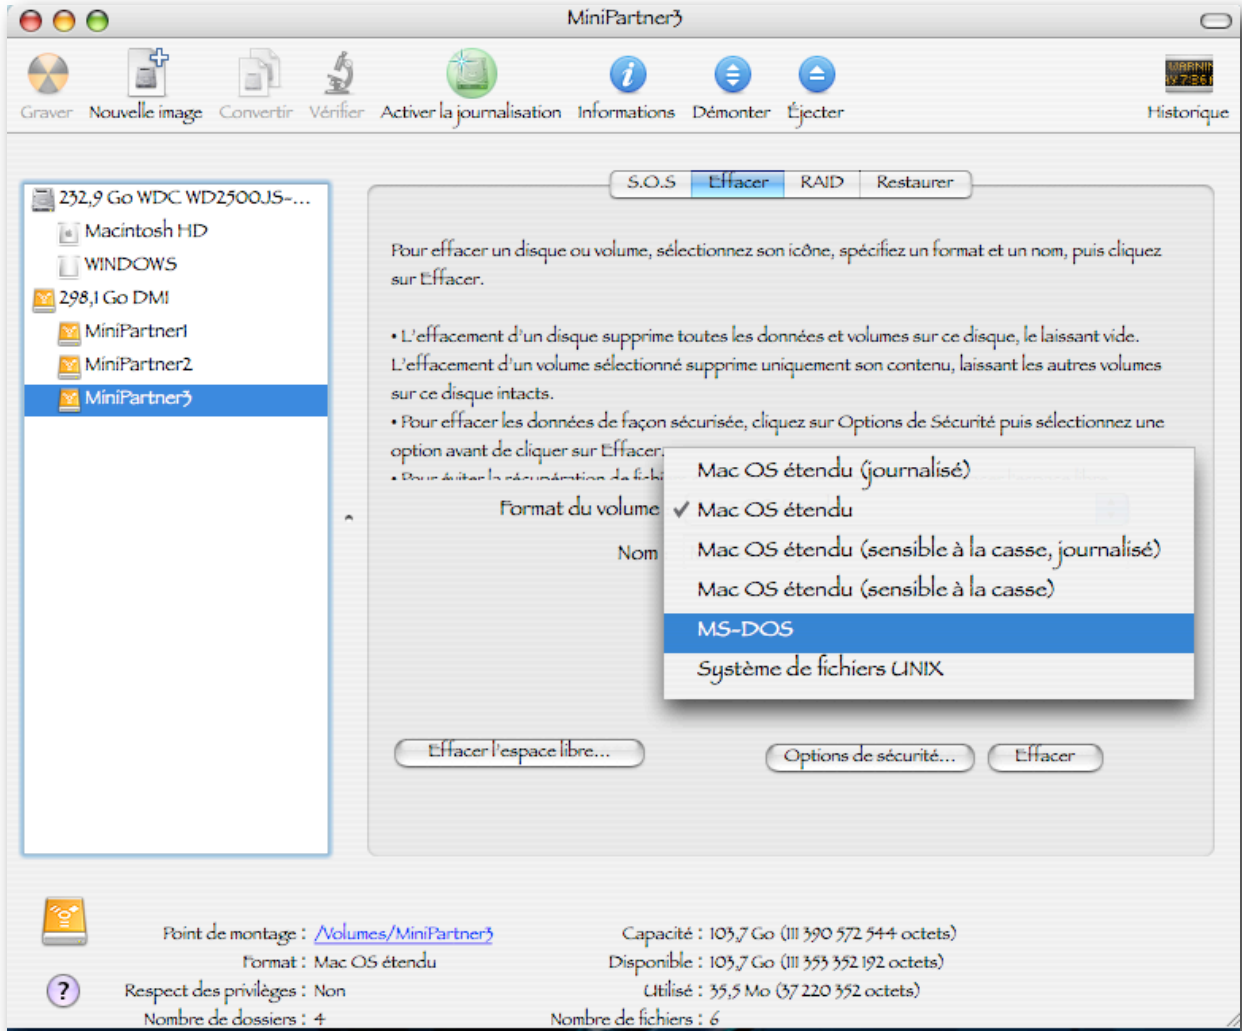 MiniPartner3
Graver Nouvelle image Convertir Vérifier Activer la journalisation Informations Démonter Éjecter Historique
232,9 Go WDC WD2500JS-...
Macintosh HD
WINDOWS
298,1 Go DMI
MiniPartner1
MiniPartner2
MiniPartner3
S.O.S Effacer RAID Restaurer
Pour effacer un disque ou volume, sélectionnez son icône, spécifiez un format et un nom, puis cliquez
sur Effacer.
• L'effacement d'un disque supprime toutes les données et volumes sur ce disque, le laissant vide.
L'effacement d'un volume sélectionné supprime uniquement son contenu, laissant les autres volumes
sur ce disque intacts.
• Pour effacer les données de façon sécurisée, cliquez sur Options de Sécurité puis sélectionnez une
option avant de cliquer sur Effacer.
• Pour éviter la récupération de fichi
Format du volume :
Mac OS étendu (journalisé)
✓ Mac OS étendu
Nom
Mac OS étendu (sensible à la casse, journalisé)
Mac OS étendu (sensible à la casse)
MS-DOS
Système de fichiers UNIX
Effacer l'espace libre... Options de sécurité... Effacer
Point de montage : /Volumes/MiniPartner3 Capacité : 103,7 Go (111 390 572 544 octets)
Format : Mac OS étendu Disponible : 103,7 Go (111 353 352 192 octets)
Respect des privilèges : Non Utilisé : 35,5 Mo (37 220 352 octets)
Nombre de dossiers : 4 Nombre de fichiers : 6